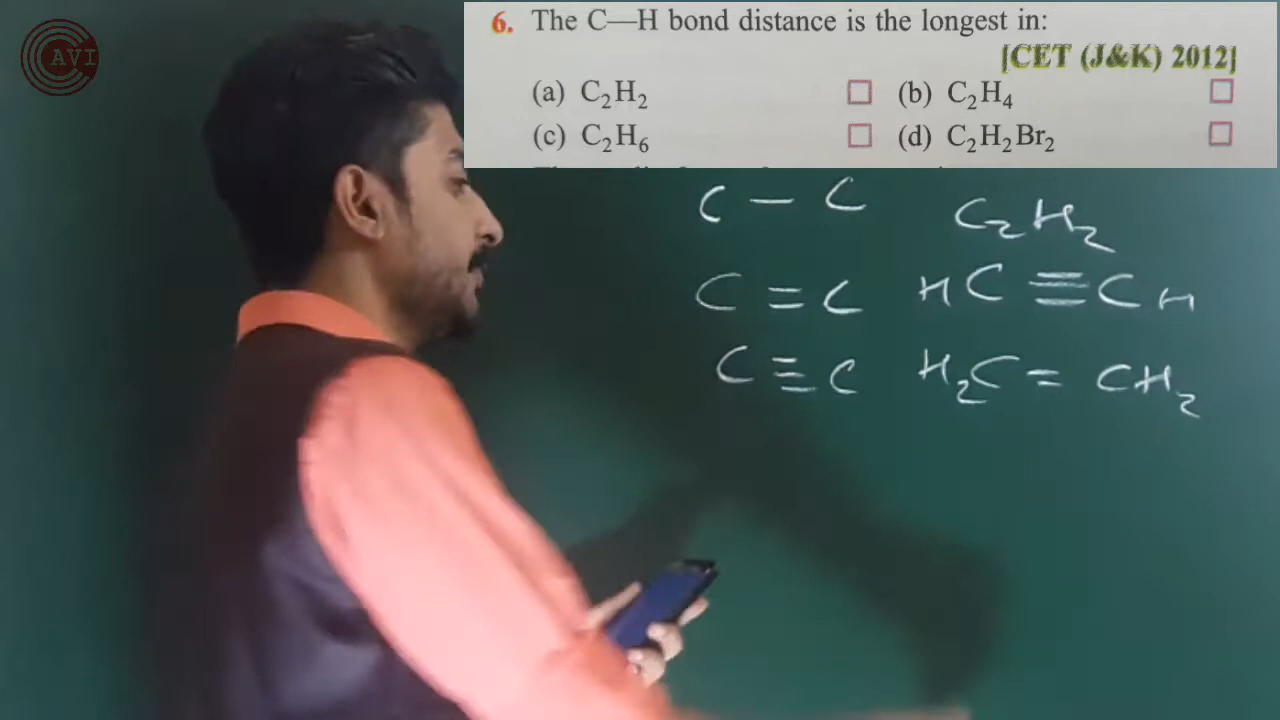 CAVI
6. The C—H bond distance is the longest in:
[CET (J&K) 2012]
(a) C₂H₂ (b) C₂H₄
(c) C₂H₆ (d) C₂H₂Br₂
C – C C₂H₂
C = C HC ≡ CH
C ≡ C H₂C = CH₂